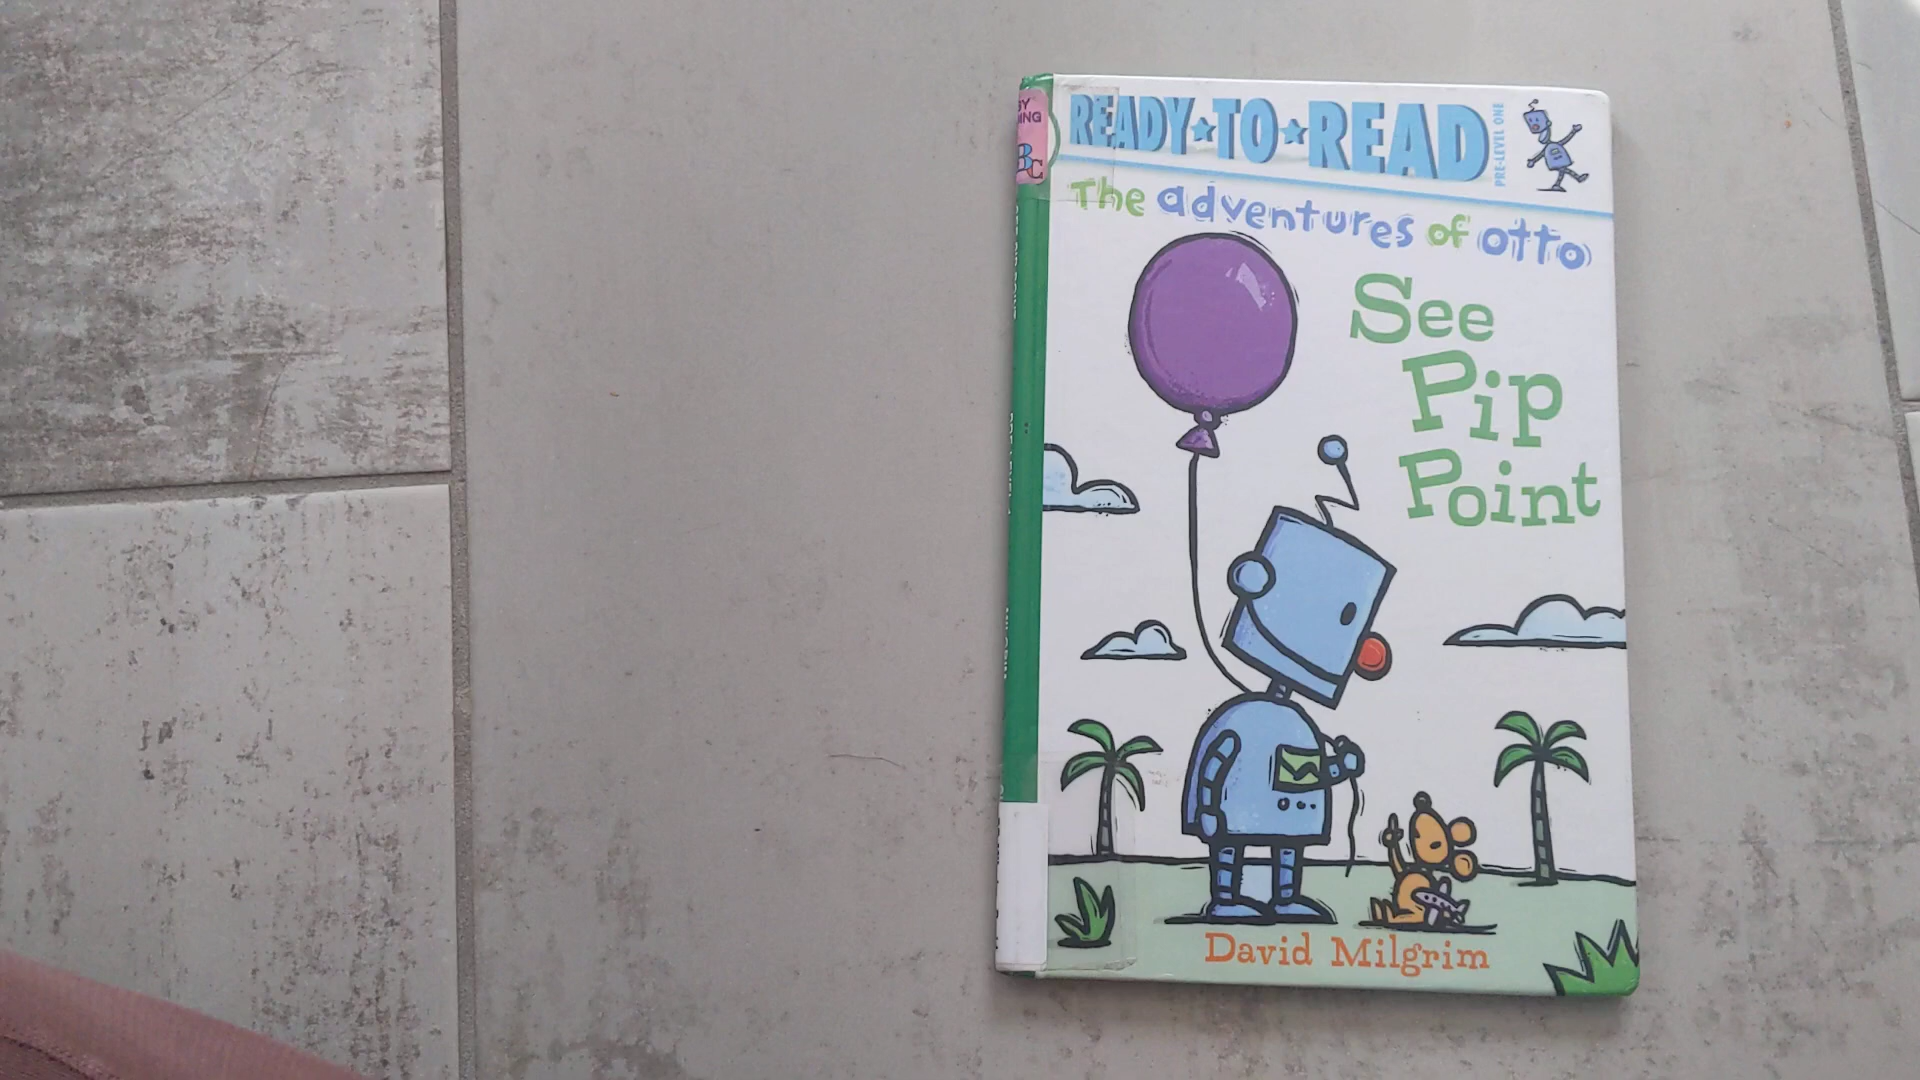 READY★TO★READ
PRE-LEVEL ONE
The adventures of otto
See
Pip
Point
David Milgrim